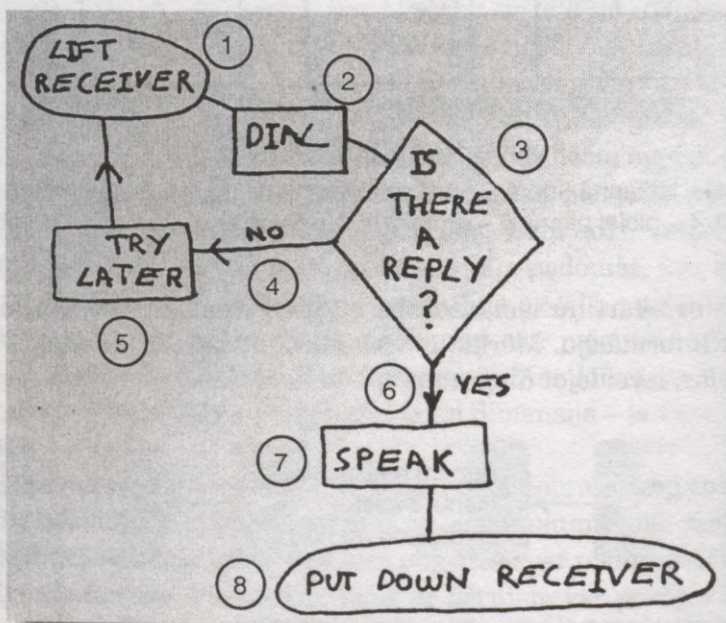 1
LIFT
RECEIVER
2
DIAL
3
IS
THERE
A
REPLY
?
NO
4
TRY
LATER
5
6
YES
7
SPEAK
8
PUT DOWN RECEIVER